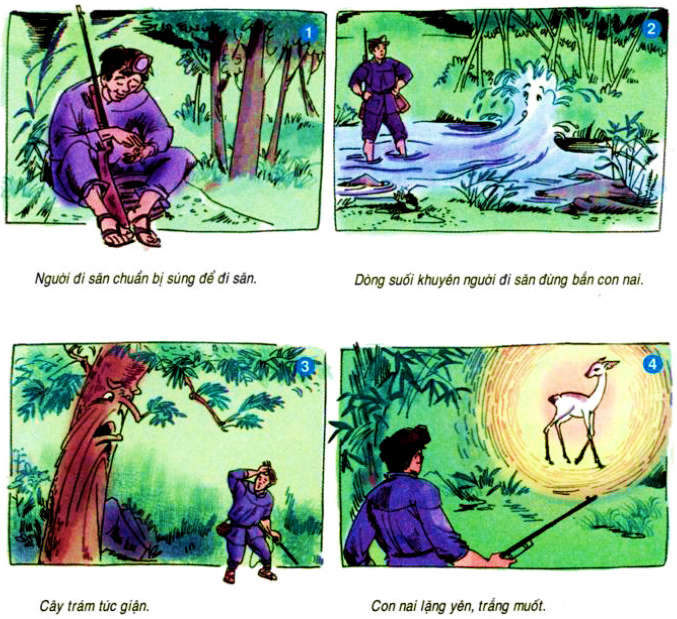 1
2
Người đi săn chuẩn bị súng để đi săn.
Dòng suối khuyên người đi săn đừng bắn con nai.
3
4
Cây trám tức giận.
Con nai lặng yên, trắng muốt.